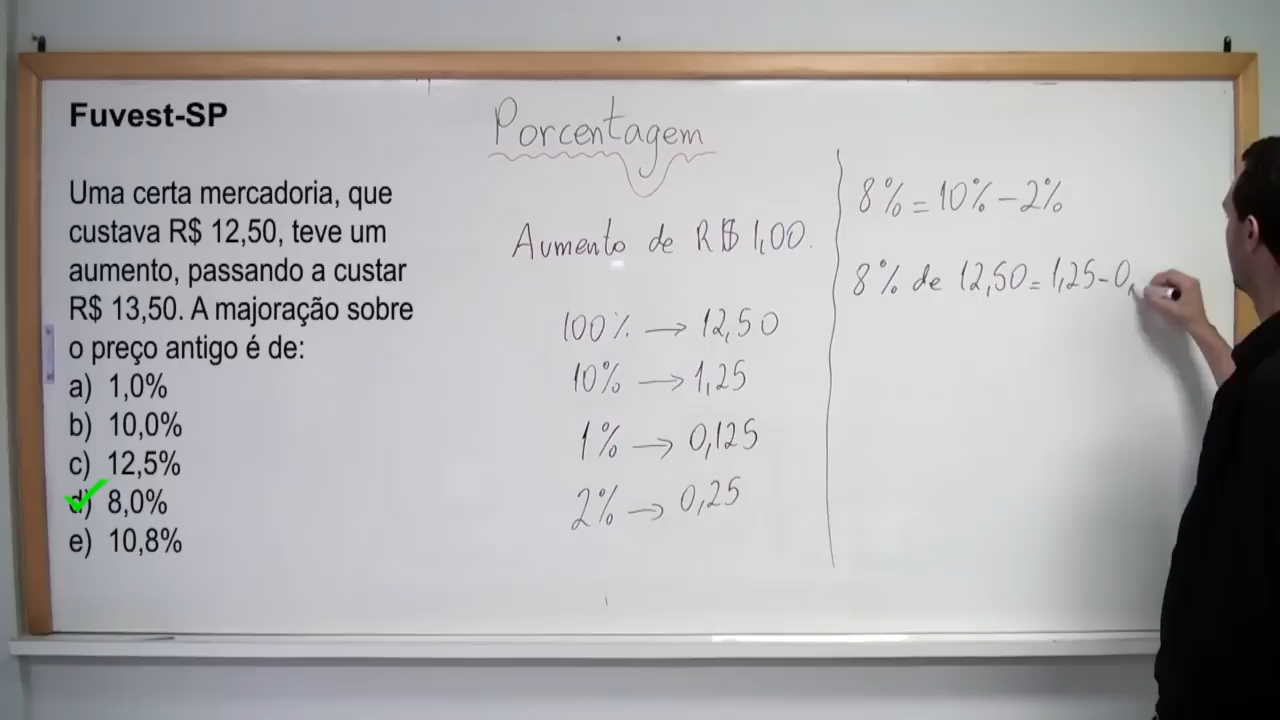 Fuvest-SP
Uma certa mercadoria, que
custava R$ 12,50, teve um
aumento, passando a custar
R$ 13,50. A majoração sobre
o preço antigo é de:
a) 1,0%
b) 10,0%
c) 12,5%
d) 8,0%
e) 10,8%
Porcentagem
Aumento de R$ 1,00.
100% → 12,50
10% → 1,25
1% → 0,125
2% → 0,25
8% = 10% - 2%
8% de 12,50 = 1,25 - 0,